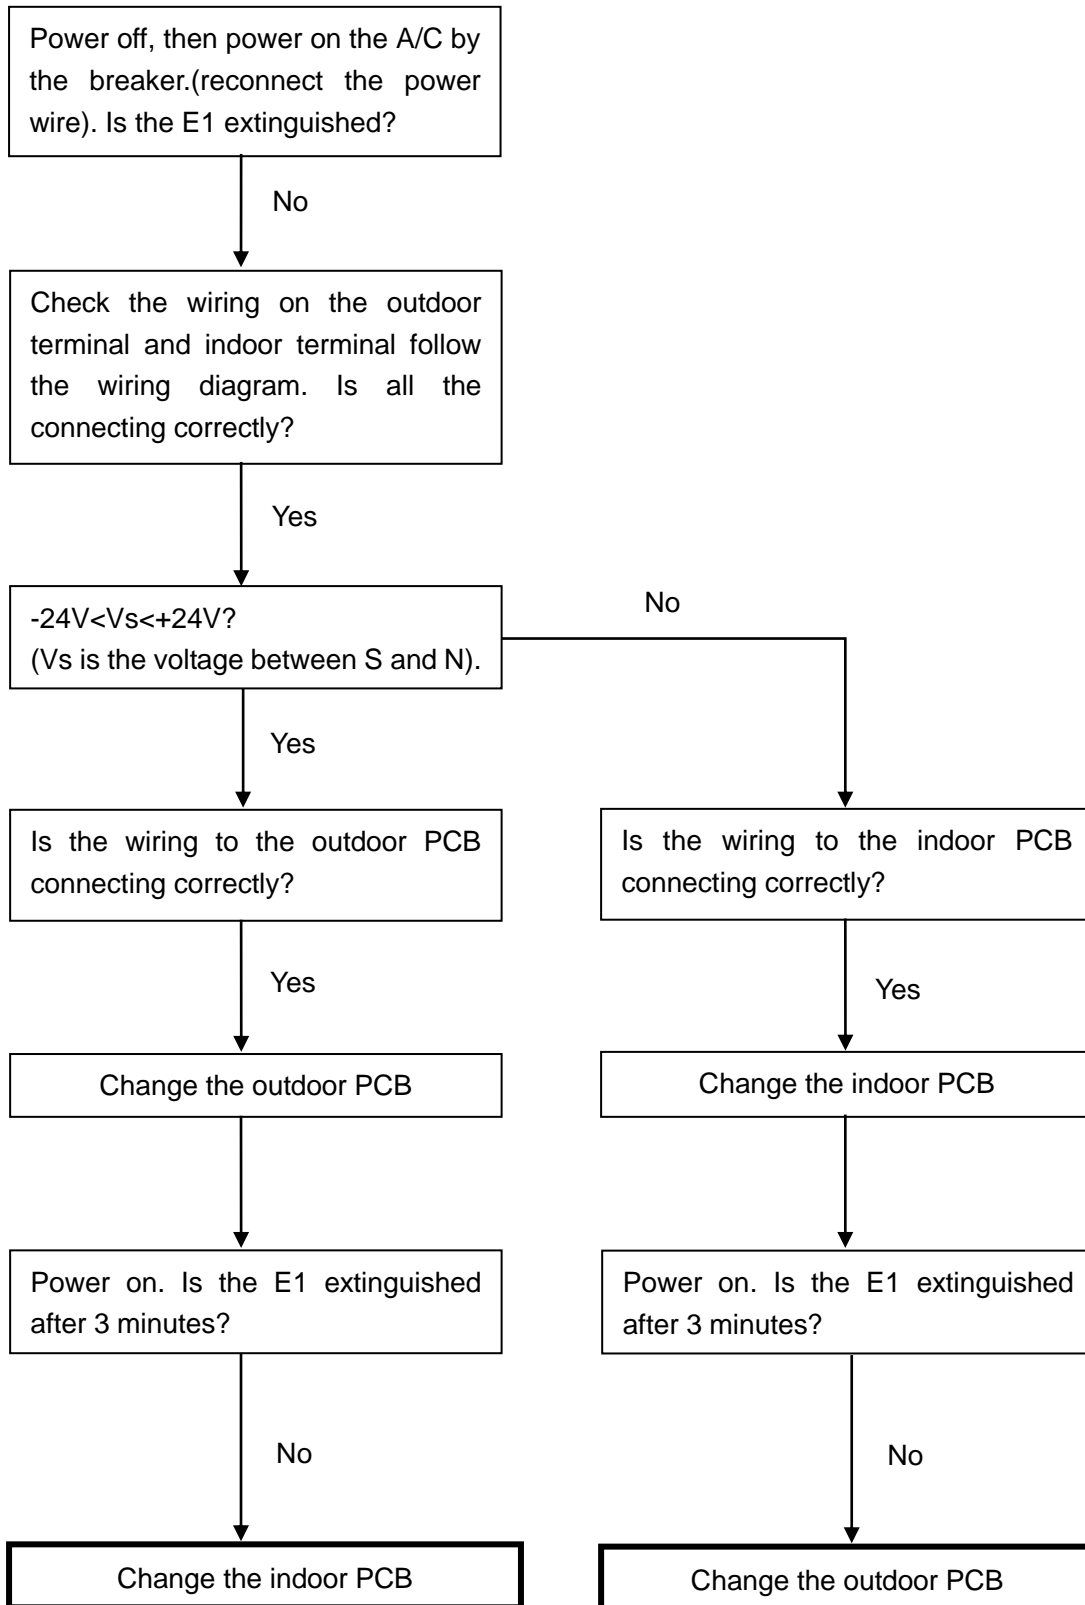 Power off, then power on the A/C by
the breaker.(reconnect the power
wire). Is the E1 extinguished?
No
Check the wiring on the outdoor
terminal and indoor terminal follow
the wiring diagram. Is all the
connecting correctly?
Yes
-24V<Vs<+24V?
(Vs is the voltage between S and N).
No
Yes
Is the wiring to the outdoor PCB
connecting correctly?
Is the wiring to the indoor PCB
connecting correctly?
Yes
Yes
Change the outdoor PCB
Change the indoor PCB
Power on. Is the E1 extinguished
after 3 minutes?
Power on. Is the E1 extinguished
after 3 minutes?
No
No
Change the indoor PCB
Change the outdoor PCB